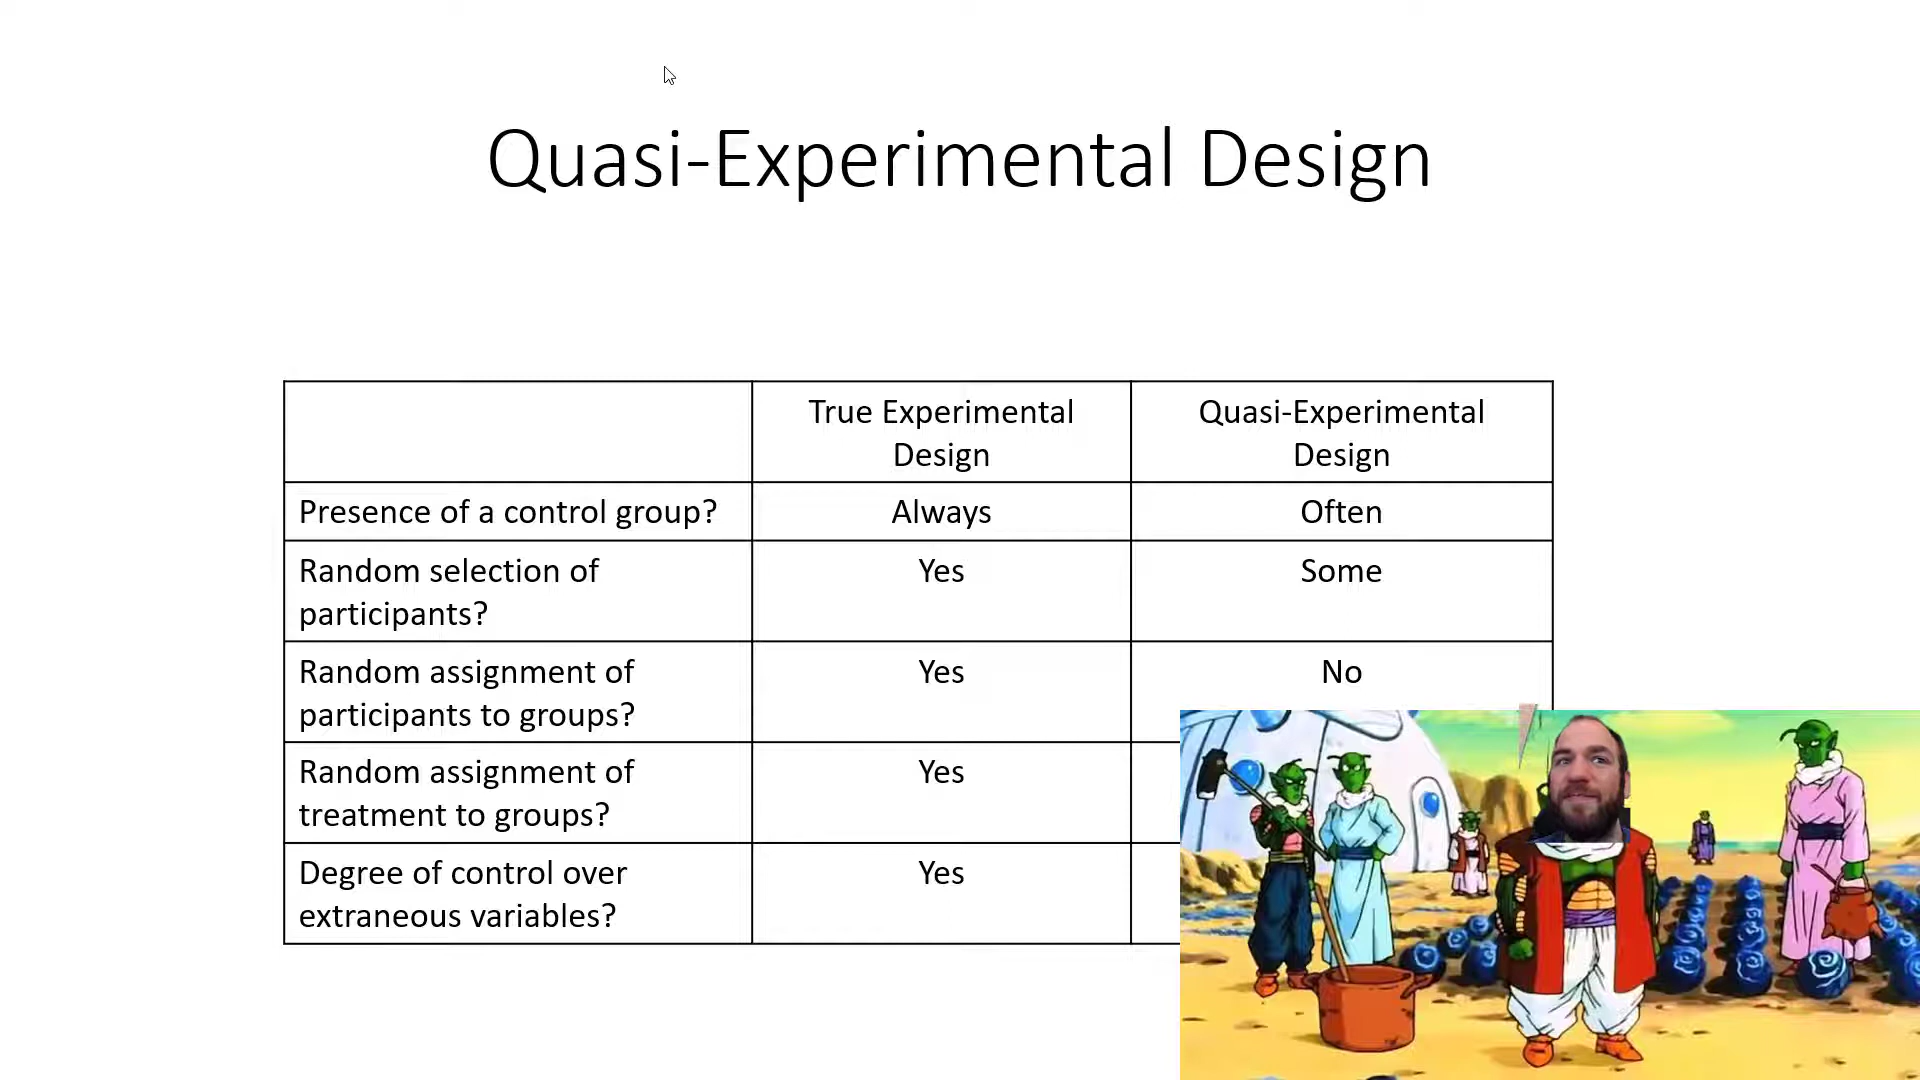 Quasi-Experimental Design
True Experimental
Design
Quasi-Experimental
Design
Presence of a control group?
Always
Often
Random selection of
participants?
Yes
Some
Random assignment of
participants to groups?
Yes
No
Random assignment of
treatment to groups?
Yes
Degree of control over
extraneous variables?
Yes